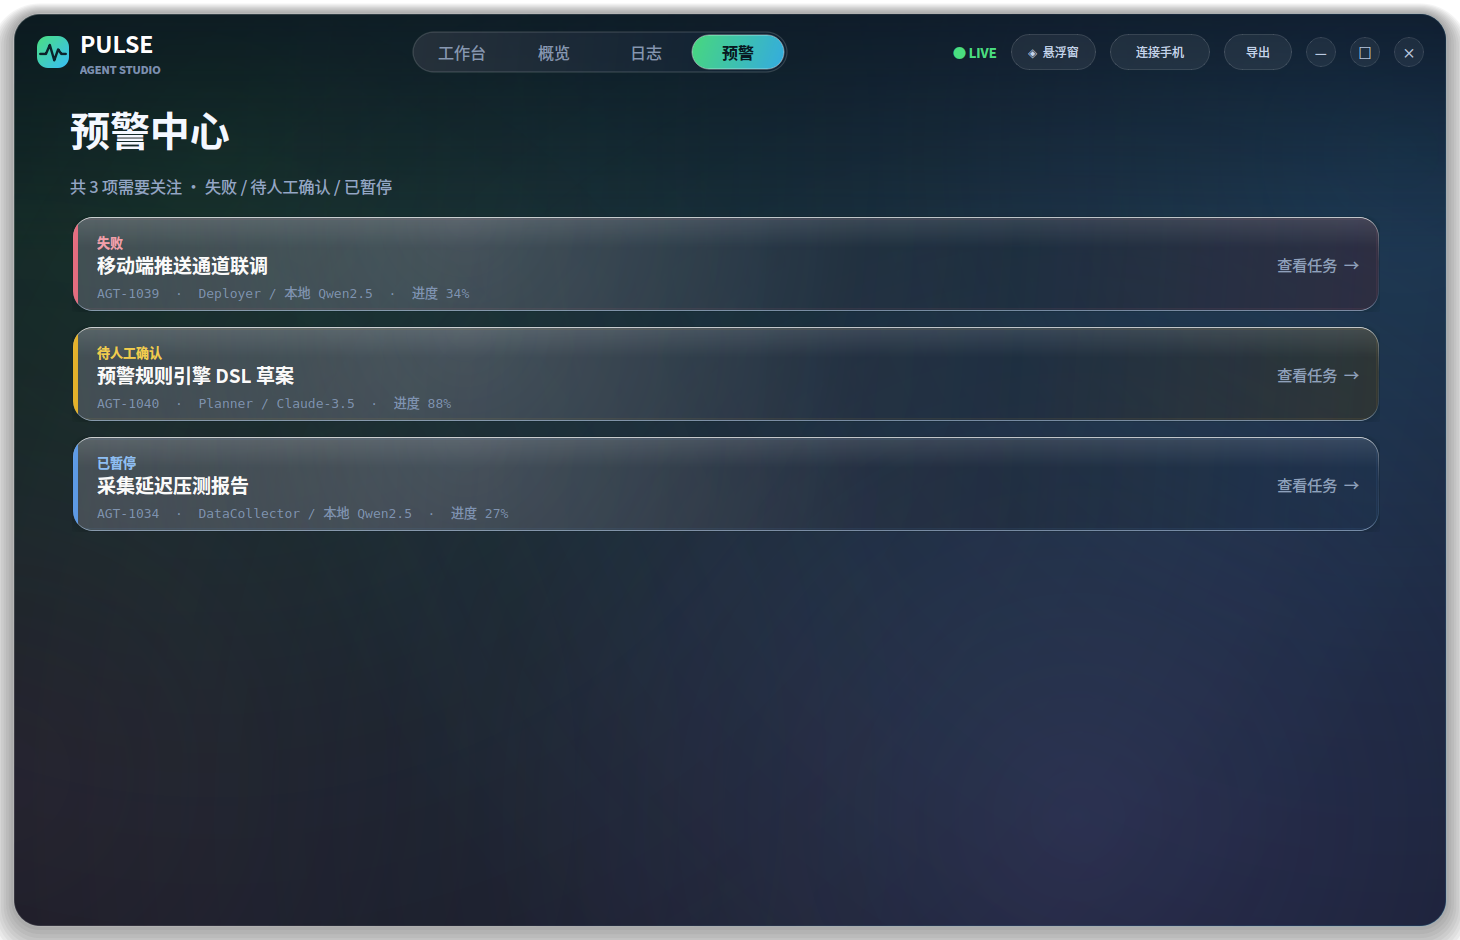 PULSE
AGENT STUDIO
工作台 概览 日志 预警
● LIVE ◈ 悬浮窗 连接手机 导出 — □ ×
预警中心
共 3 项需要关注 · 失败 / 待人工确认 / 已暂停
失败
移动端推送通道联调
AGT-1039 · Deployer / 本地 Qwen2.5 · 进度 34%
查看任务 →
待人工确认
预警规则引擎 DSL 草案
AGT-1040 · Planner / Claude-3.5 · 进度 88%
查看任务 →
已暂停
采集延迟压测报告
AGT-1034 · DataCollector / 本地 Qwen2.5 · 进度 27%
查看任务 →